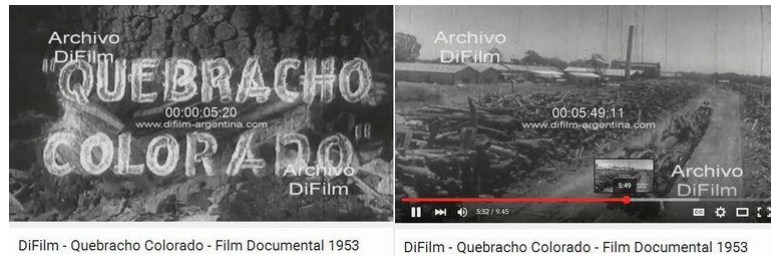 Archivo
DiFilm
"QUEBRACHO
00:00:05:20
www.difilm-argentina.com
COLORADO"
Archivo
DiFilm
DiFilm - Quebracho Colorado - Film Documental 1953
Archivo
DiFilm
00:05:49:11
www.difilm-argentina.com
5:49
Archivo
DiFilm
5:52 / 9:45
DiFilm - Quebracho Colorado - Film Documental 1953